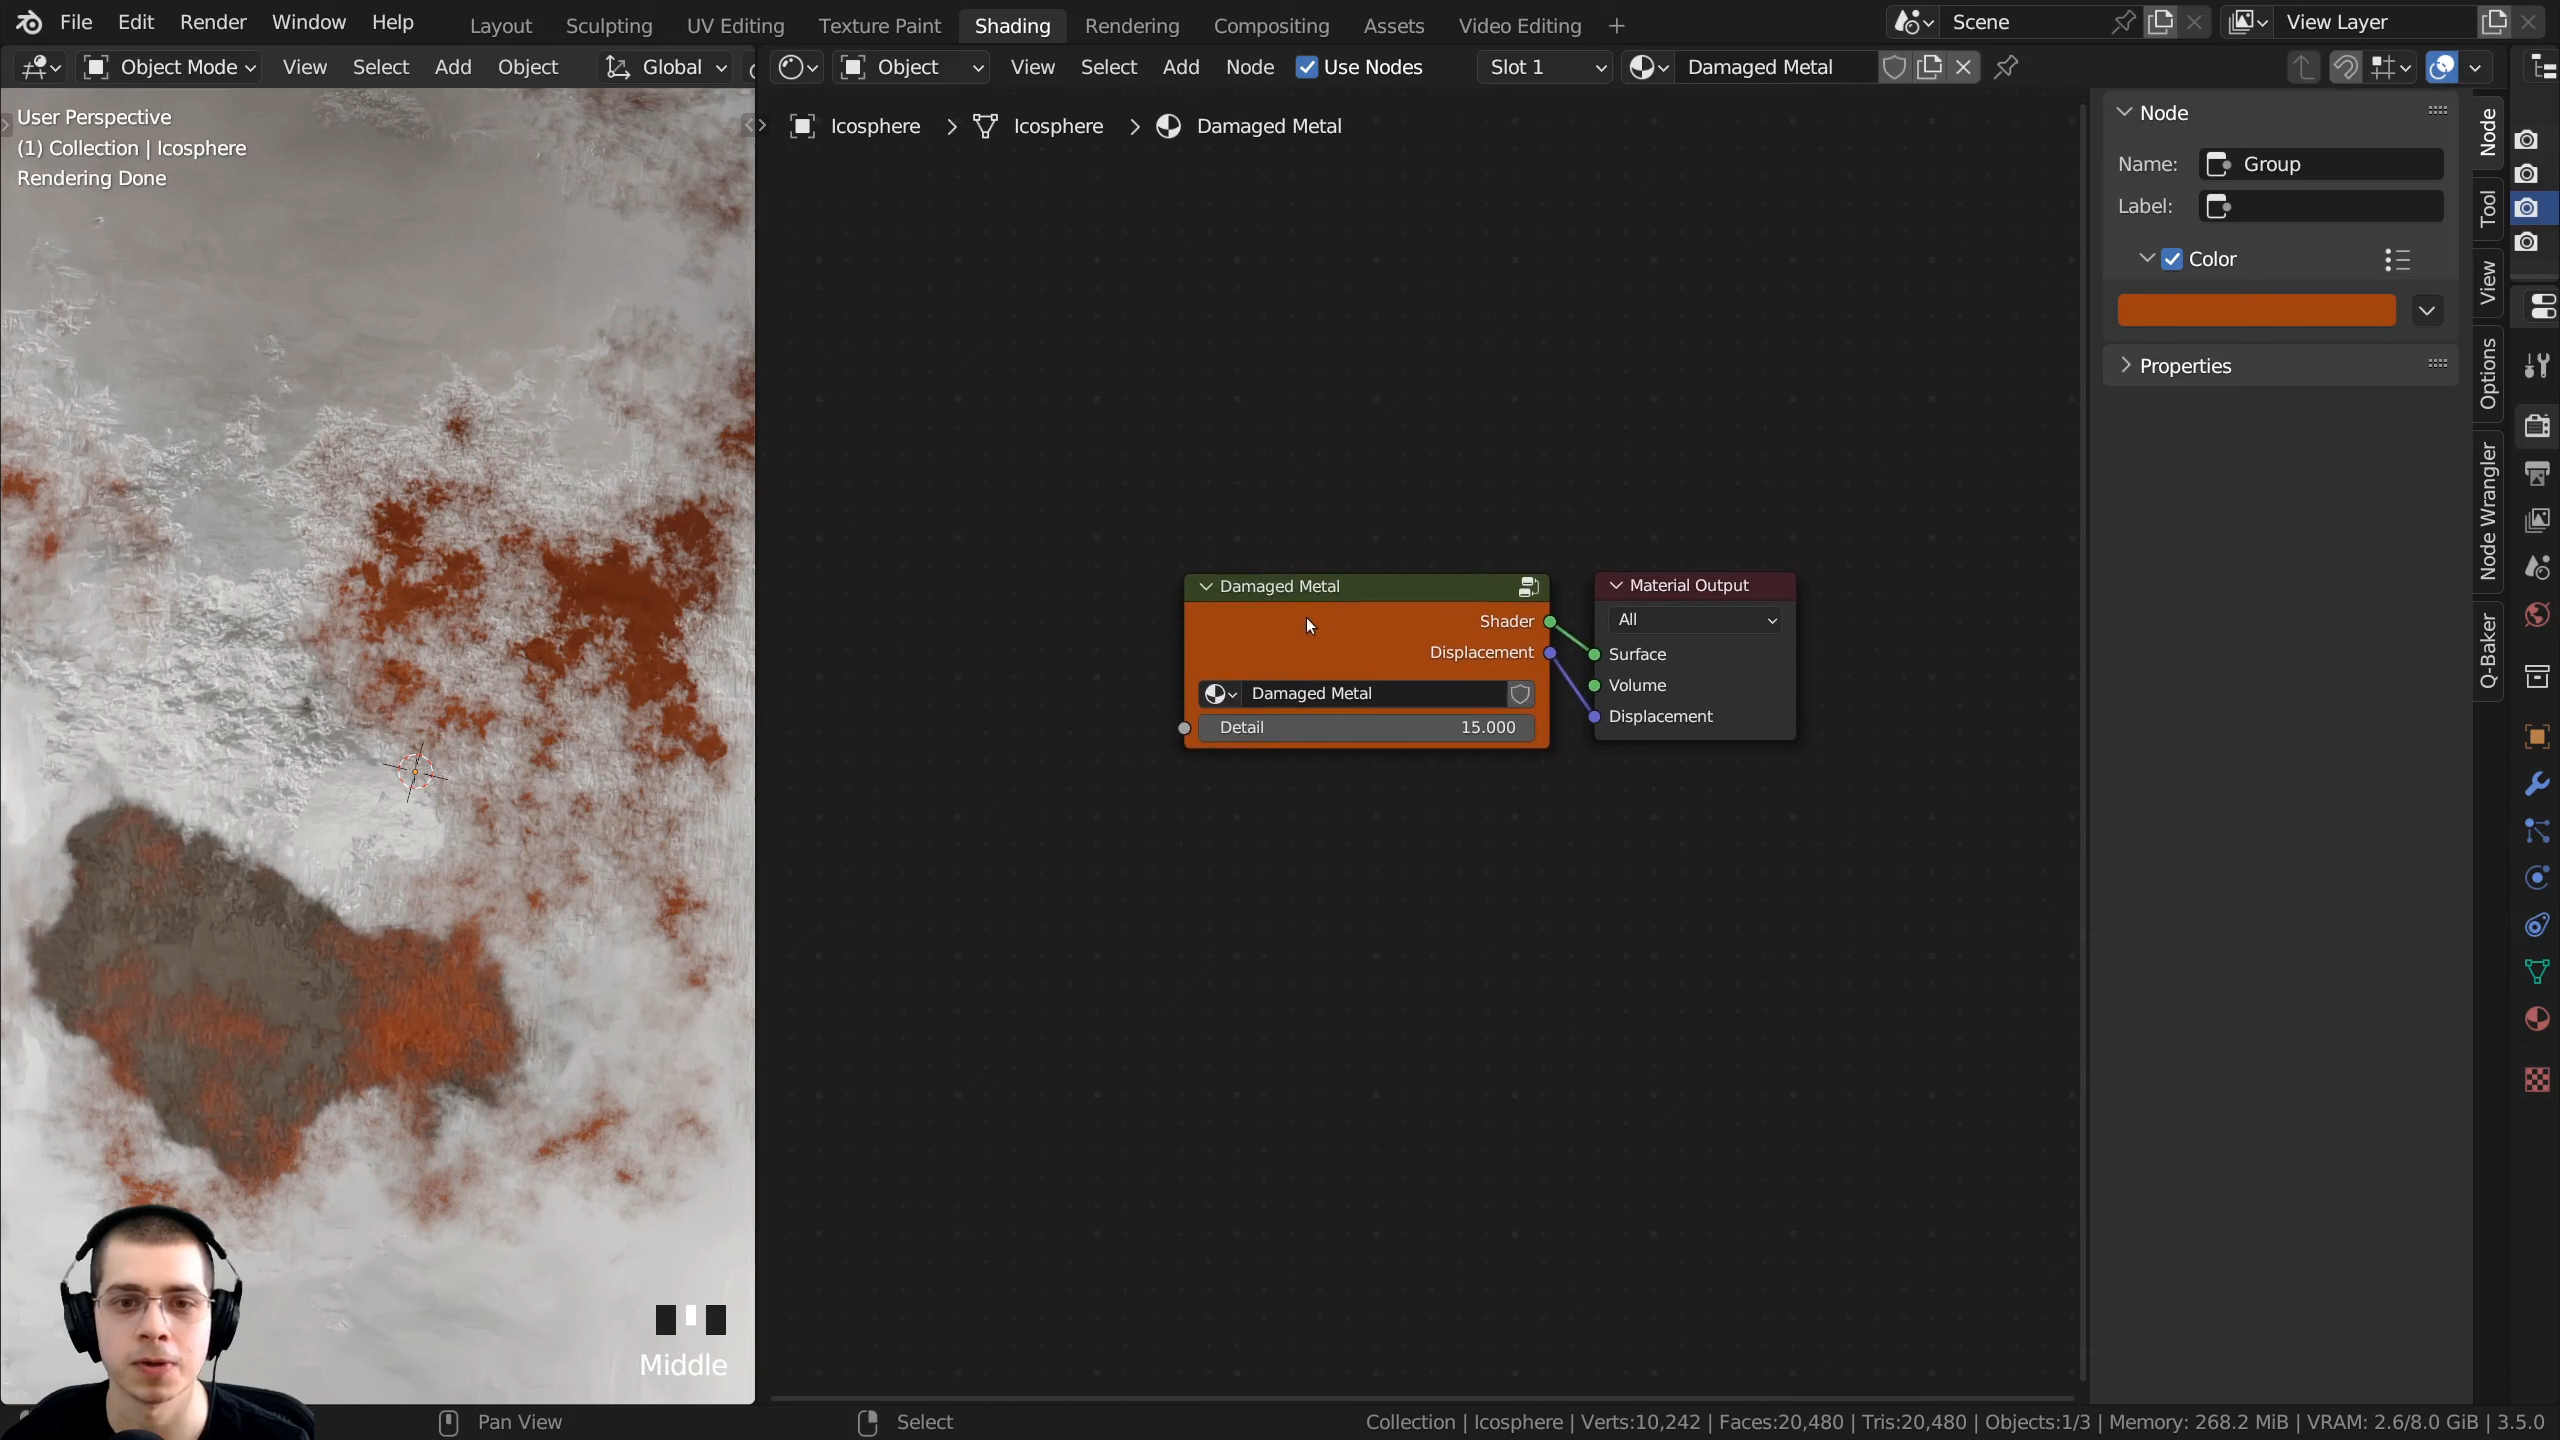 File Edit Render Window Help
Layout Sculpting UV Editing Texture Paint Shading Rendering Compositing Assets Video Editing +
Scene
View Layer
Object Mode View Select Add Object Global
Object View Select Add Node Use Nodes Slot 1 Damaged Metal
User Perspective
(1) Collection | Icosphere
Rendering Done
Icosphere > Icosphere > Damaged Metal
Damaged Metal
Shader
Displacement
Damaged Metal
Detail 15.000
Material Output
All
Surface
Volume
Displacement
Node
Name: Group
Label:
Color
Properties
Node
Tool
View
Options
Node Wrangler
Q-Baker
Middle
Pan View
Select
Collection | Icosphere | Verts:10,242 | Faces:20,480 | Tris:20,480 | Objects:1/3 | Memory: 268.2 MiB | VRAM: 2.6/8.0 GiB | 3.5.0